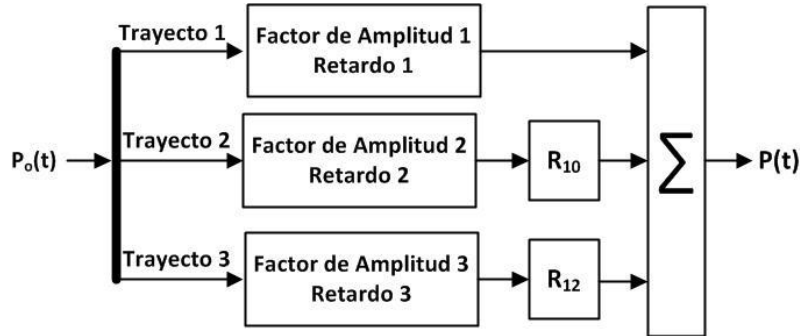 Trayecto 1
Factor de Amplitud 1
Retardo 1
P₀(t)
Trayecto 2
Factor de Amplitud 2
Retardo 2
R₁₀
∑
P(t)
Trayecto 3
Factor de Amplitud 3
Retardo 3
R₁₂